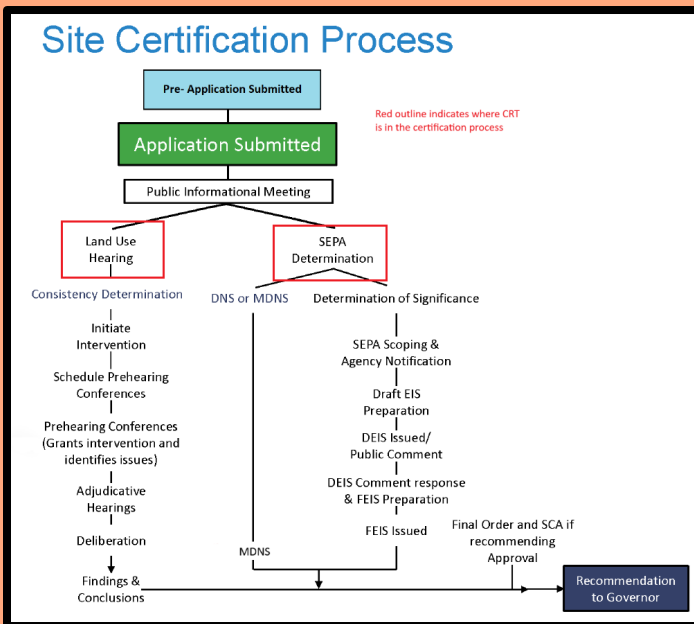 Site Certification Process
Pre- Application Submitted
Red outline indicates where CRT
is in the certification process
Application Submitted
Public Informational Meeting
Land Use
Hearing
SEPA
Determination
Consistency Determination
DNS or MDNS
Determination of Significance
Initiate
Intervention
SEPA Scoping &
Agency Notification
Schedule Prehearing
Conferences
Draft EIS
Preparation
Prehearing Conferences
(Grants intervention and
identifies issues)
DEIS Issued/
Public Comment
DEIS Comment response
& FEIS Preparation
Adjudicative
Hearings
FEIS Issued
Final Order and SCA if
recommending
Approval
Deliberation
MDNS
Findings &
Conclusions
Recommendation
to Governor